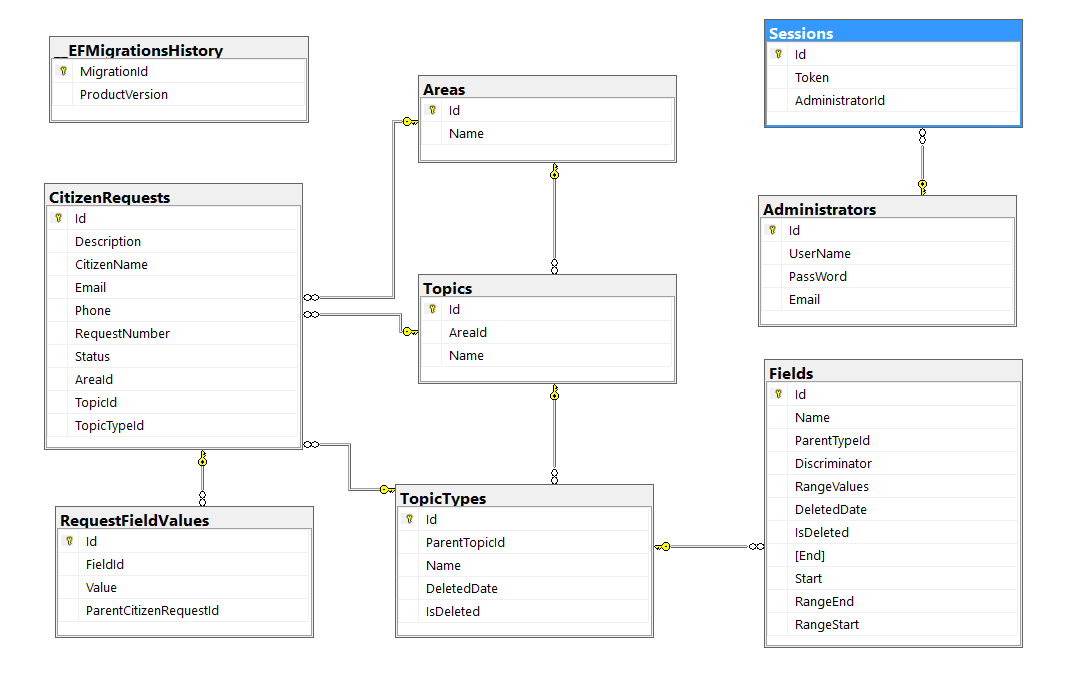 __EFMigrationsHistory
MigrationId
ProductVersion
Areas
Id
Name
Sessions
Id
Token
AdministratorId
CitizenRequests
Id
Description
CitizenName
Email
Phone
RequestNumber
Status
AreaId
TopicId
TopicTypeId
Topics
Id
AreaId
Name
Administrators
Id
UserName
PassWord
Email
RequestFieldValues
Id
FieldId
Value
ParentCitizenRequestId
TopicTypes
Id
ParentTopicId
Name
DeletedDate
IsDeleted
Fields
Id
Name
ParentTypeId
Discriminator
RangeValues
DeletedDate
IsDeleted
[End]
Start
RangeEnd
RangeStart